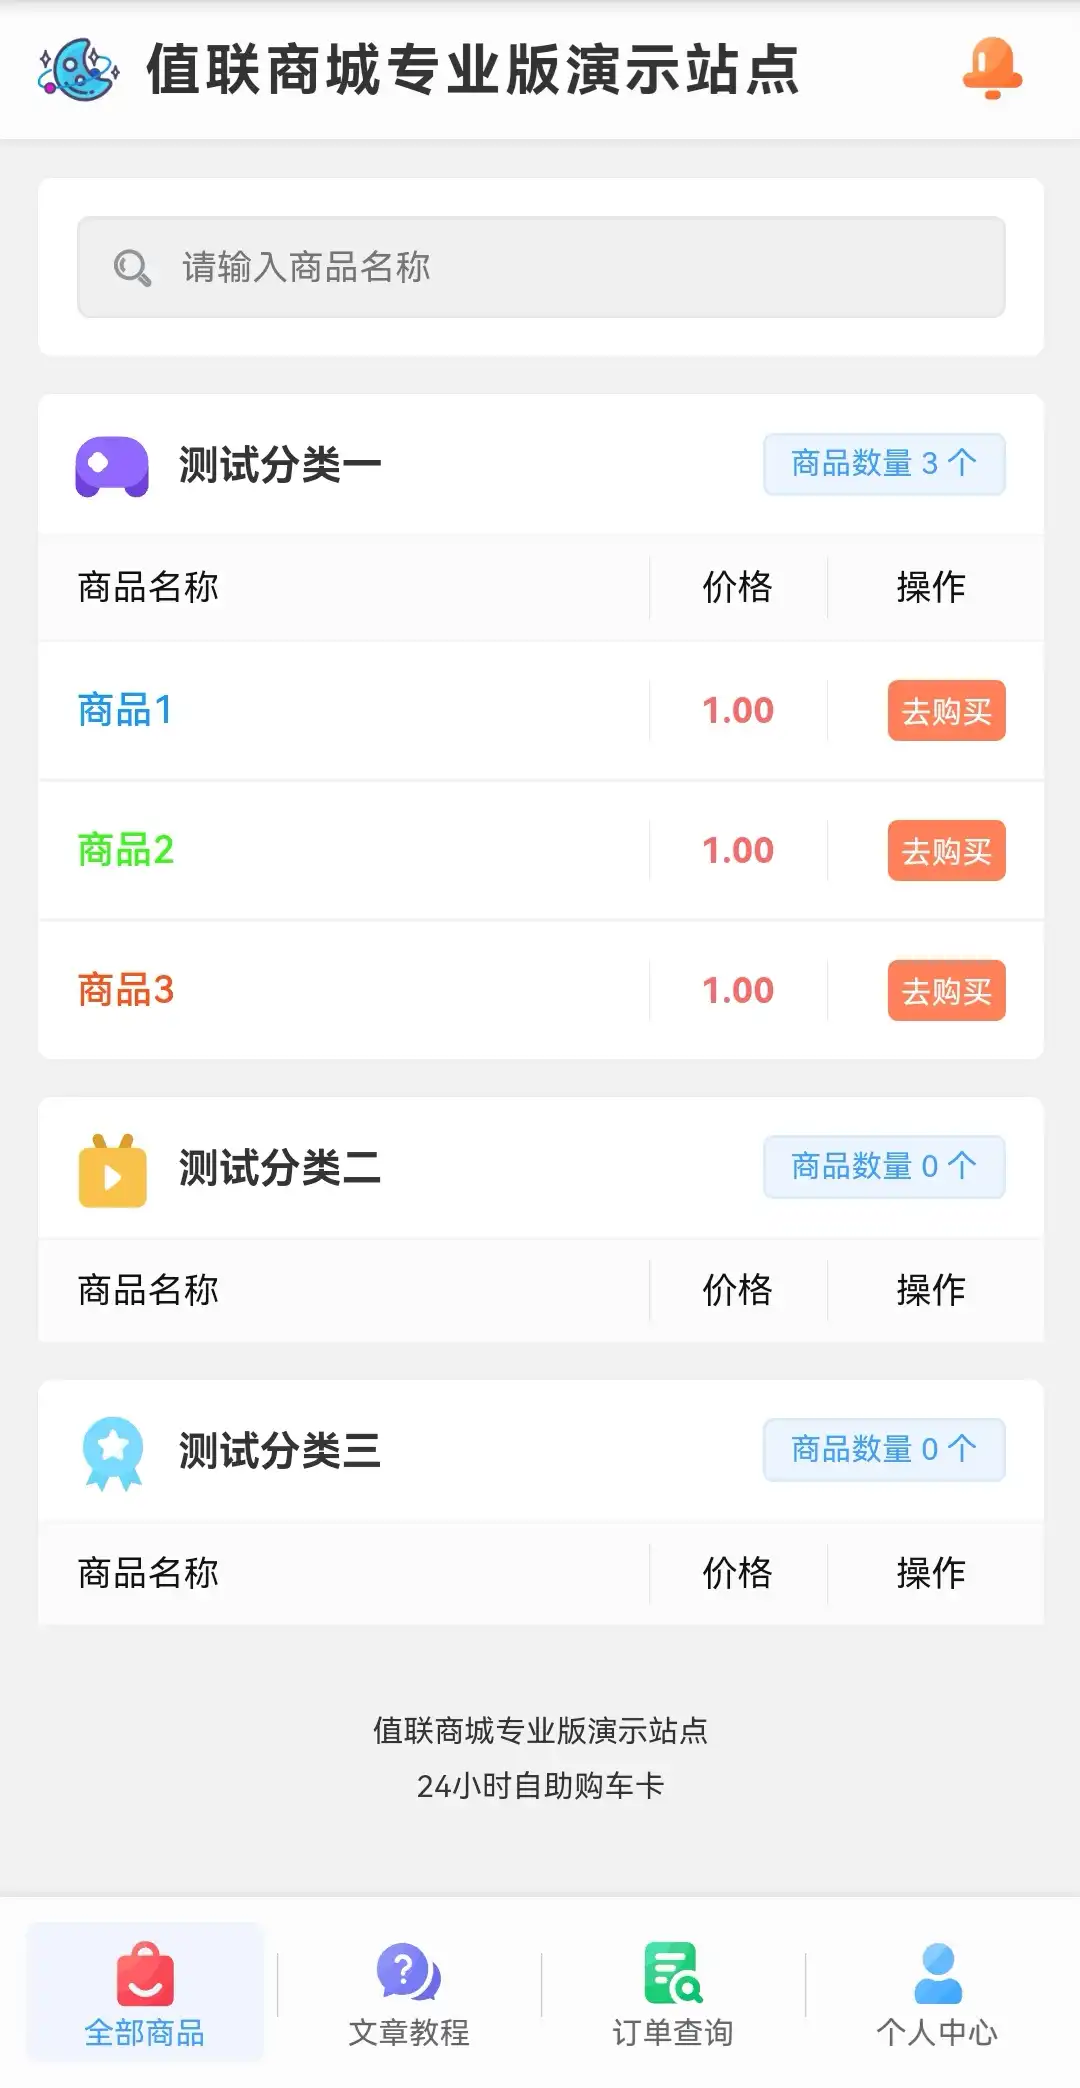 值联商城专业版演示站点
请输入商品名称
测试分类一 商品数量 3 个
商品名称 价格 操作
商品1 1.00 去购买
商品2 1.00 去购买
商品3 1.00 去购买
测试分类二 商品数量 0 个
商品名称 价格 操作
测试分类三 商品数量 0 个
商品名称 价格 操作
值联商城专业版演示站点
24小时自助购车卡
全部商品 文章教程 订单查询 个人中心